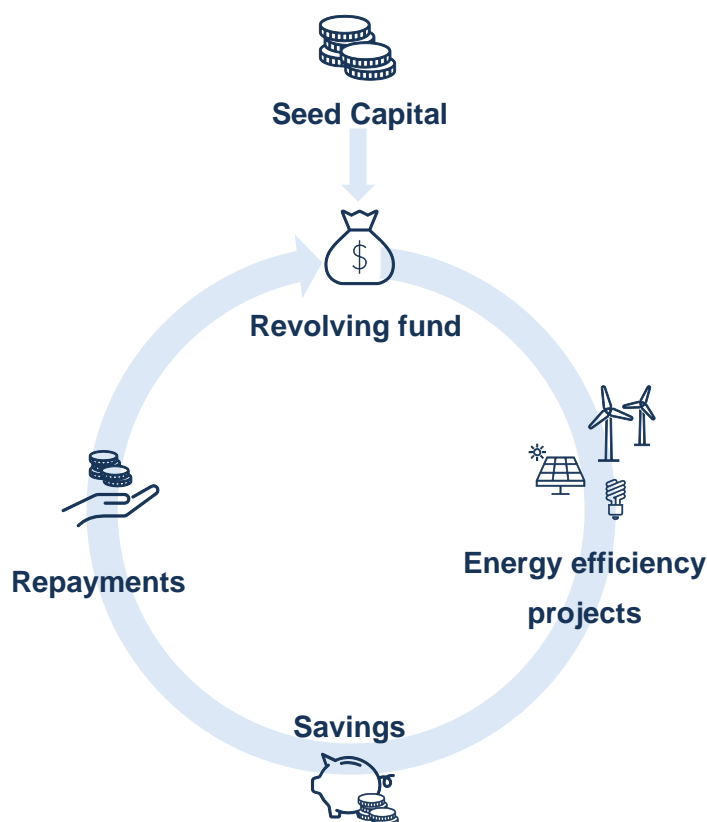 Seed Capital
$
Revolving fund
Energy efficiency
projects
Repayments
Savings